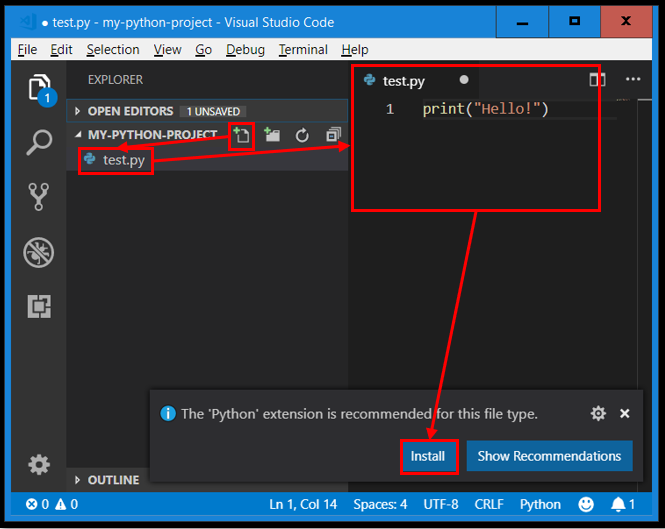 ● test.py - my-python-project - Visual Studio Code
File Edit Selection View Go Debug Terminal Help
EXPLORER
OPEN EDITORS 1 UNSAVED
MY-PYTHON-PROJECT
test.py
1
test.py ●
1 print("Hello!")
The 'Python' extension is recommended for this file type.
Install Show Recommendations
OUTLINE
0 0 Ln 1, Col 14 Spaces: 4 UTF-8 CRLF Python 1